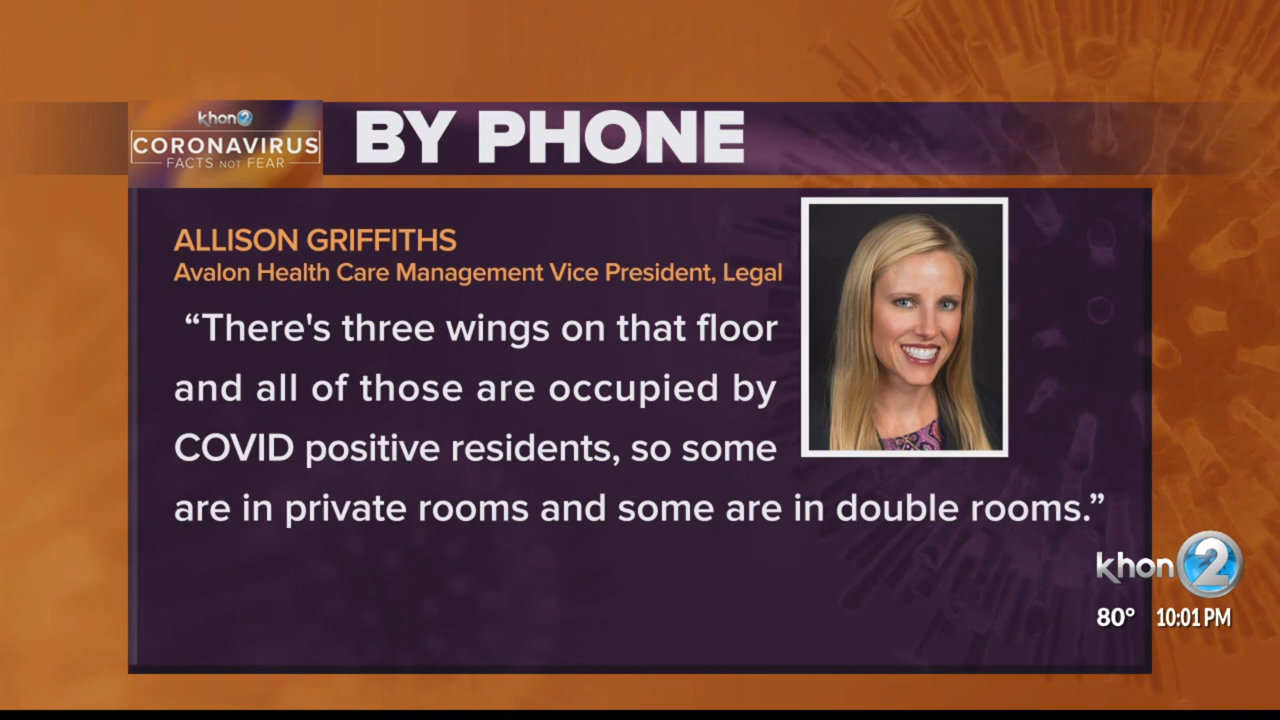 khon2
CORONAVIRUS
FACTS NOT FEAR
BY PHONE
ALLISON GRIFFITHS
Avalon Health Care Management Vice President, Legal
“There's three wings on that floor
and all of those are occupied by
COVID positive residents, so some
are in private rooms and some are in double rooms.”
khon2
80° 10:01 PM